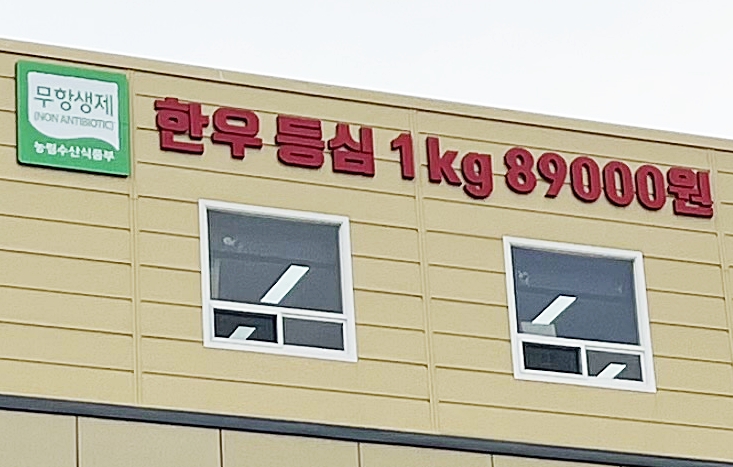 무항생제
(NON ANTIBIOTIC)
농림수산식품부
한우 등심 1kg 89000원